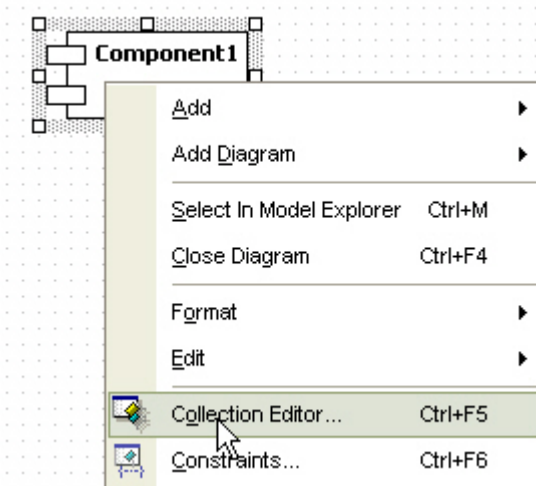 Component1
Add
Add Diagram
Select In Model Explorer Ctrl+M
Close Diagram Ctrl+F4
Format
Edit
Collection Editor... Ctrl+F5
Constraints... Ctrl+F6